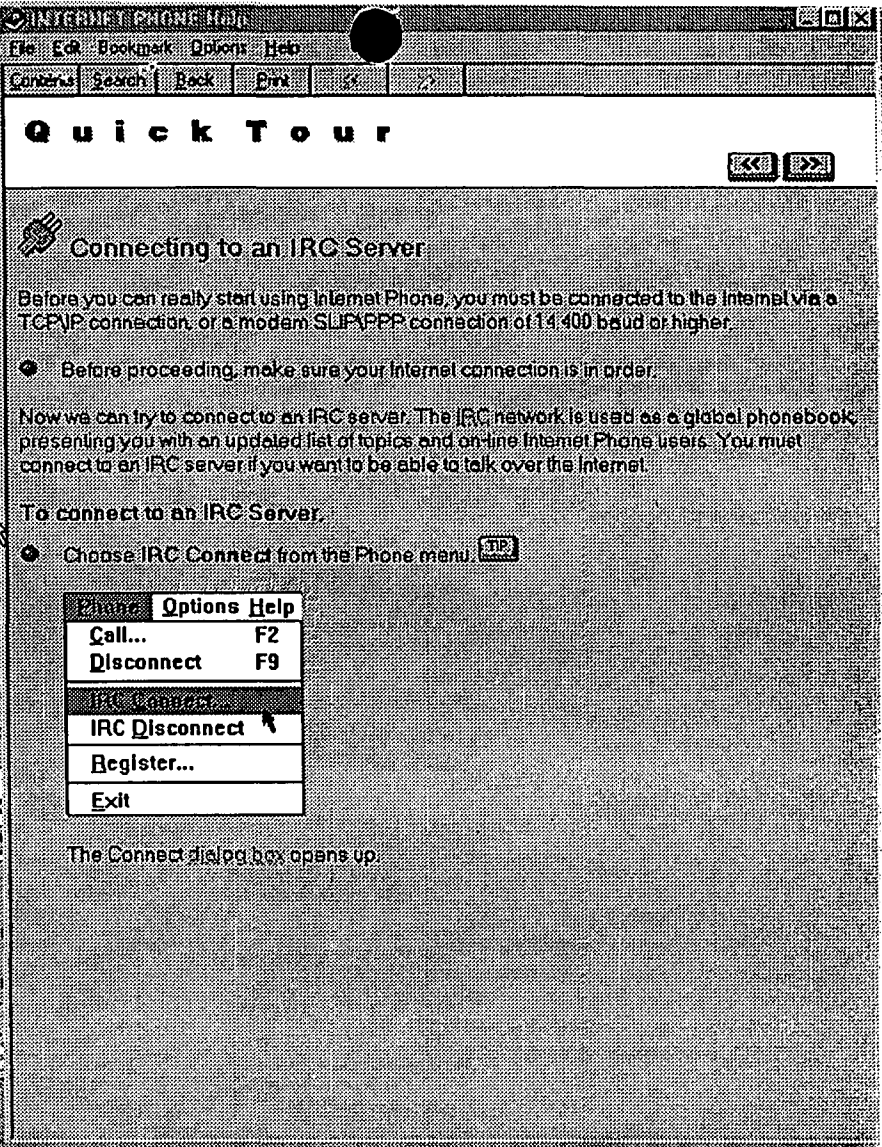 INTERNET PHONE Help
File Edit Bookmark Options Help
Contents Search Back Print << >>
Quick Tour
<< >>
Connecting to an IRC Server
Before you can really start using Internet Phone, you must be connected to the Internet via a
TCP\IP connection, or a modem SLIP\PPP connection of 14,400 baud or higher.
Before proceeding, make sure your Internet connection is in order.
Now we can try to connect to an IRC server. The IRC network is used as a global phonebook,
presenting you with an updated list of topics and on-line Internet Phone users. You must
connect to an IRC server if you want to be able to talk over the Internet.
To connect to an IRC Server,
Choose IRC Connect from the Phone menu. TIP
Phone Options Help
Call... F2
Disconnect F9
IRC Connect...
IRC Disconnect
Register...
Exit
The Connect dialog box opens up.